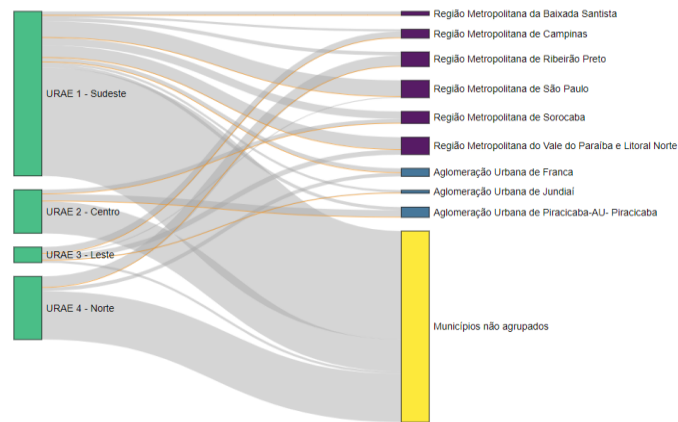 URAE 1 - Sudeste
URAE 2 - Centro
URAE 3 - Leste
URAE 4 - Norte
Região Metropolitana da Baixada Santista
Região Metropolitana de Campinas
Região Metropolitana de Ribeirão Preto
Região Metropolitana de São Paulo
Região Metropolitana de Sorocaba
Região Metropolitana do Vale do Paraíba e Litoral Norte
Aglomeração Urbana de Franca
Aglomeração Urbana de Jundiaí
Aglomeração Urbana de Piracicaba-AU- Piracicaba
Municípios não agrupados